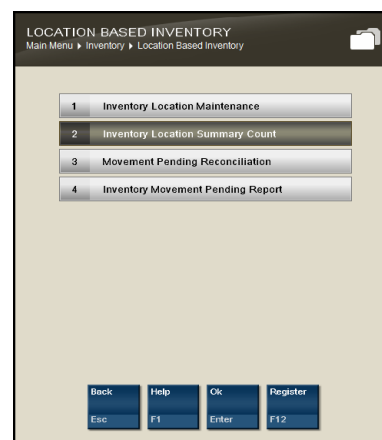 LOCATION BASED INVENTORY
Main Menu ▸ Inventory ▸ Location Based Inventory
1 Inventory Location Maintenance
2 Inventory Location Summary Count
3 Movement Pending Reconciliation
4 Inventory Movement Pending Report
Back Help Ok Register
Esc F1 Enter F12